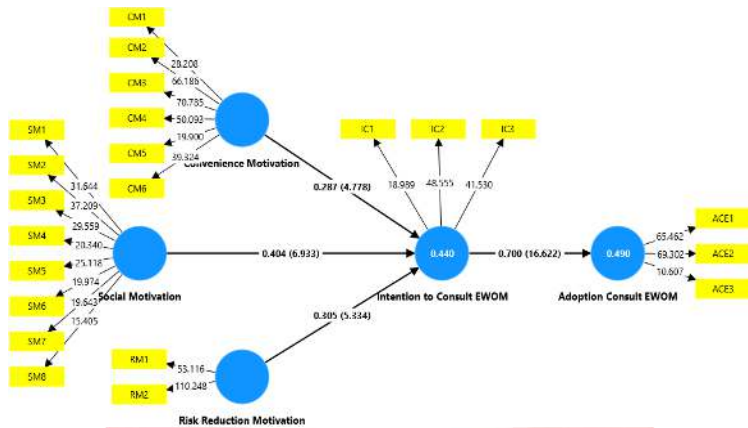 CM1
CM2
CM3
CM4
CM5
CM6
28.208
66.186
70.785
50.093
19.900
39.324
Convenience Motivation
SM1
SM2
SM3
SM4
SM5
SM6
SM7
SM8
31.644
37.209
29.559
20.340
25.118
19.974
19.643
15.405
Social Motivation
RM1
RM2
53.116
110.248
Risk Reduction Motivation
0.287 (4.778)
0.404 (6.933)
0.305 (5.334)
IC1
IC2
IC3
18.989
48.555
41.530
0.440
Intention to Consult EWOM
0.700 (16.622)
0.490
Adoption Consult EWOM
65.462
69.302
10.607
ACE1
ACE2
ACE3